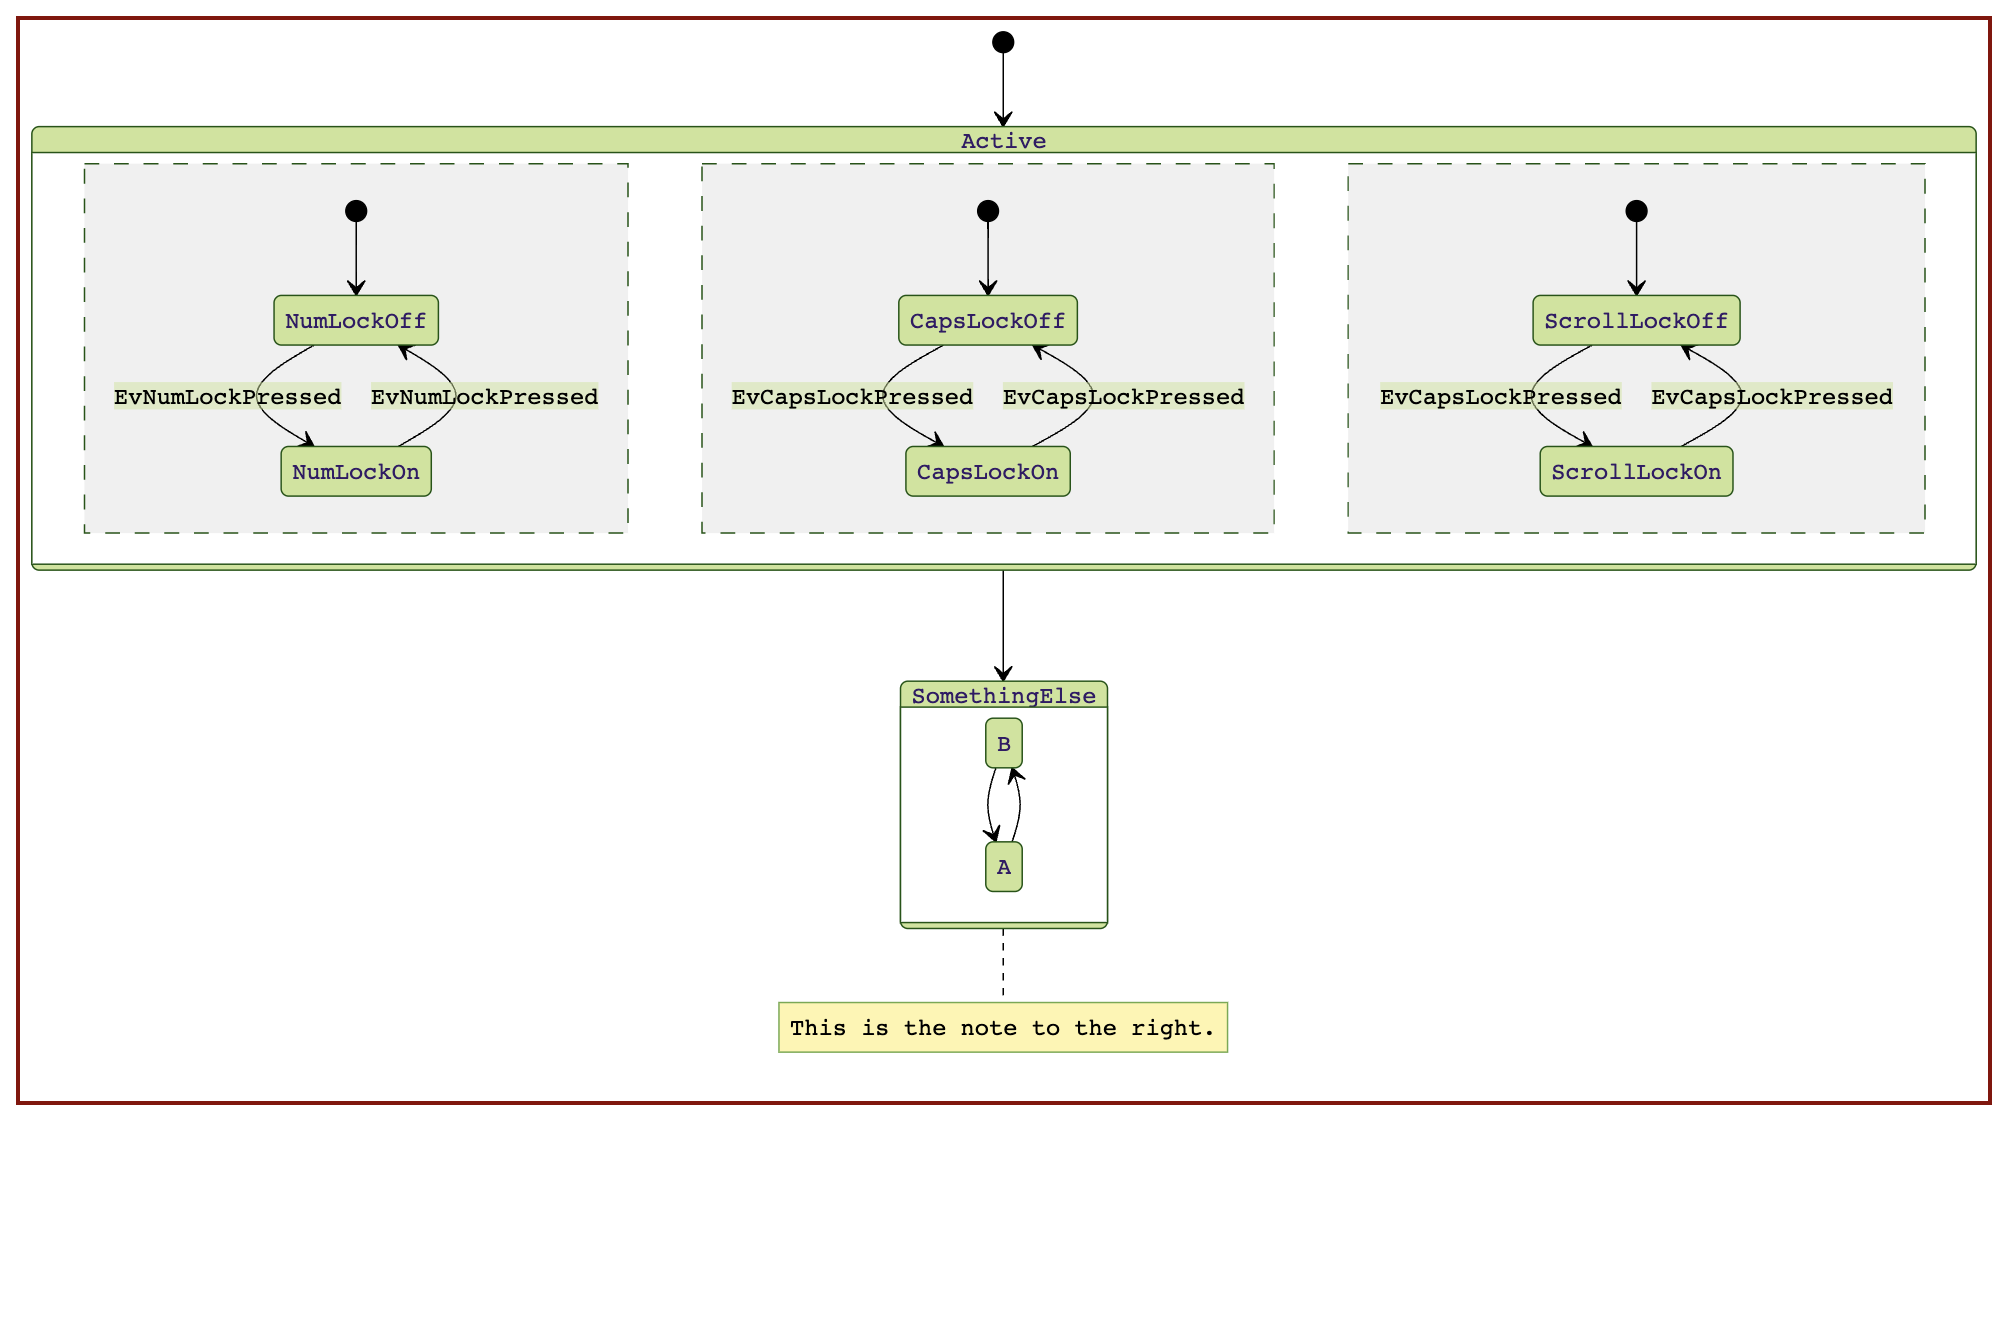 Active
NumLockOff
CapsLockOff
ScrollLockOff
EvNumLockPressed
EvNumLockPressed
EvCapsLockPressed
EvCapsLockPressed
EvCapsLockPressed
EvCapsLockPressed
NumLockOn
CapsLockOn
ScrollLockOn
SomethingElse
B
A
This is the note to the right.